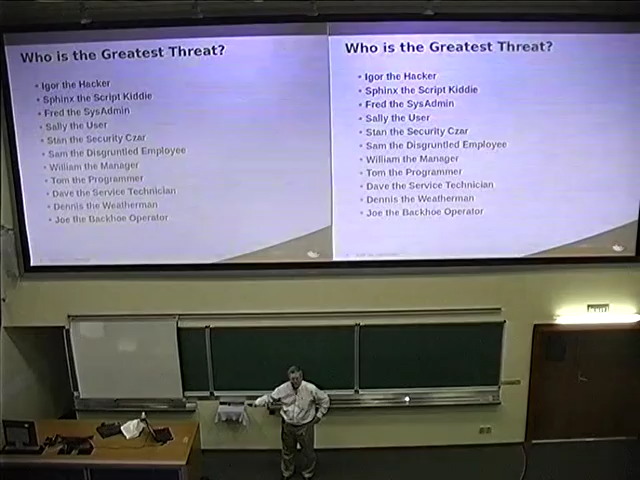 Who is the Greatest Threat?
• Igor the Hacker
• Sphinx the Script Kiddie
• Fred the SysAdmin
• Sally the User
• Stan the Security Czar
• Sam the Disgruntled Employee
• William the Manager
• Tom the Programmer
• Dave the Service Technician
• Dennis the Weatherman
• Joe the Backhoe Operator
Who is the Greatest Threat?
• Igor the Hacker
• Sphinx the Script Kiddie
• Fred the SysAdmin
• Sally the User
• Stan the Security Czar
• Sam the Disgruntled Employee
• William the Manager
• Tom the Programmer
• Dave the Service Technician
• Dennis the Weatherman
• Joe the Backhoe Operator